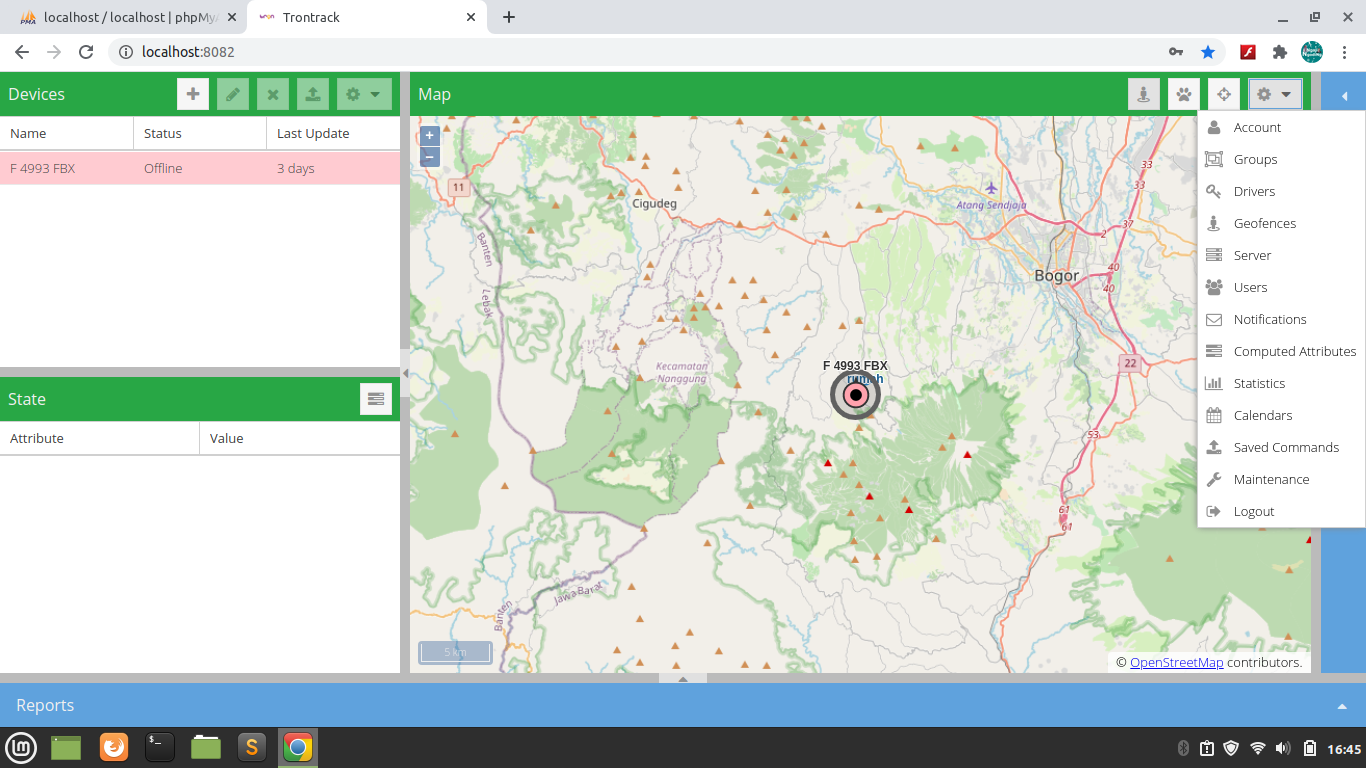 localhost / localhost | phpMyA
Trontrack
localhost:8082
Devices
Name Status Last Update
F 4993 FBX Offline 3 days
State
Attribute Value
Map
+
−
11
Cigudeg
Banten
Lebak
Kecamatan
Nanggung
Atang Sendjaja
Bogor
33
33
37
2
40
40
22
53
61
61
F 4993 FBX
rumah
Banten
Jawa Barat
5 km
© OpenStreetMap contributors.
Account
Groups
Drivers
Geofences
Server
Users
Notifications
Computed Attributes
Statistics
Calendars
Saved Commands
Maintenance
Logout
Reports
16:45